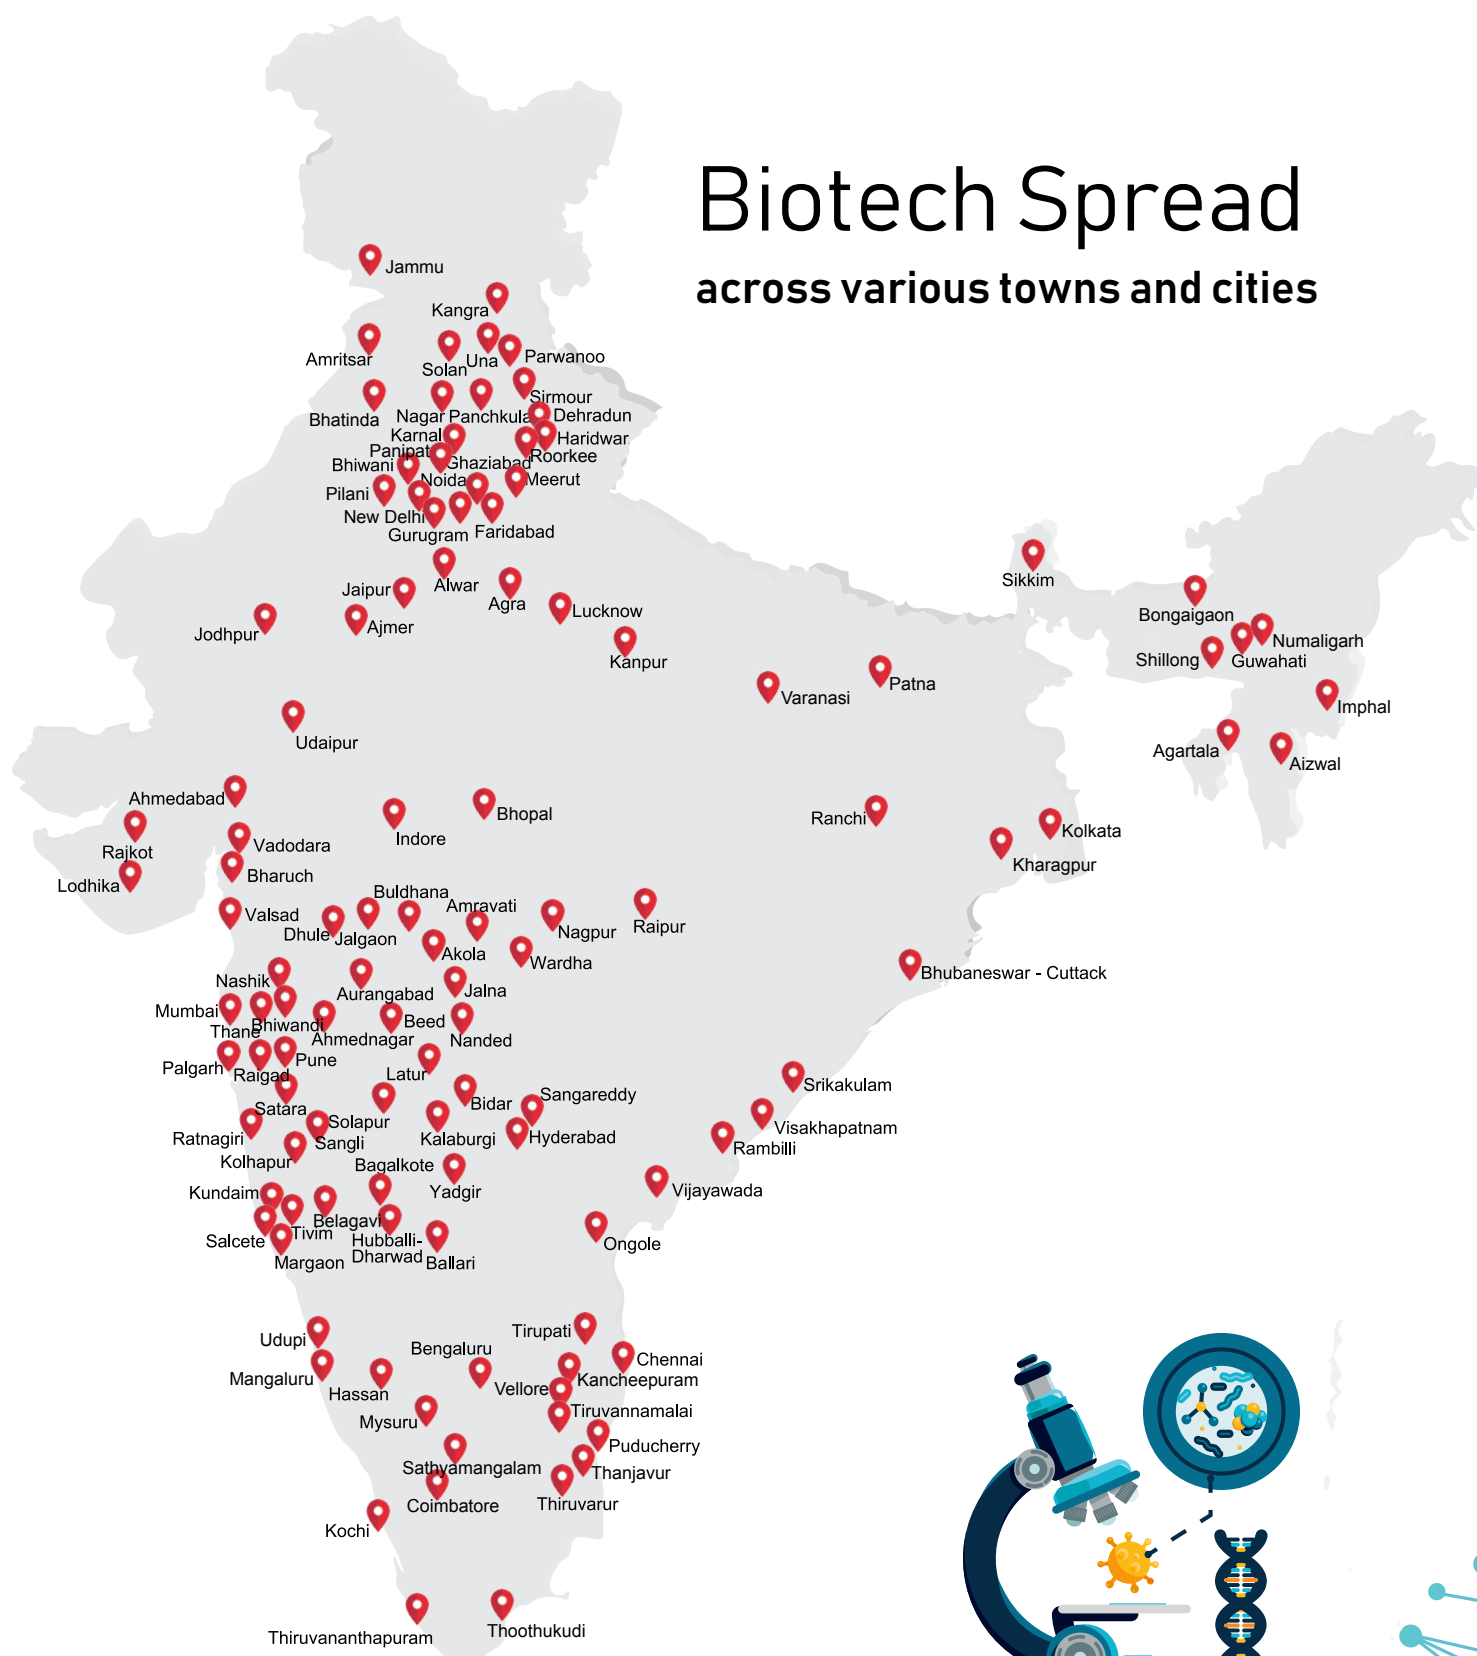 Biotech Spread
across various towns and cities
Jammu
Kangra
Amritsar
Solan
Una
Parwanoo
Sirmour
Bhatinda
Nagar
Panchkula
Dehradun
Karnal
Haridwar
Panipat
Roorkee
Bhiwani
Ghaziabad
Noida
Meerut
Pilani
New Delhi
Gurugram
Faridabad
Alwar
Jaipur
Agra
Lucknow
Jodhpur
Ajmer
Kanpur
Sikkim
Bongaigaon
Numaligarh
Shillong
Guwahati
Varanasi
Patna
Imphal
Udaipur
Agartala
Aizwal
Ahmedabad
Bhopal
Indore
Ranchi
Kolkata
Rajkot
Vadodara
Kharagpur
Lodhika
Bharuch
Buldhana
Amravati
Valsad
Dhule
Jalgaon
Nagpur
Raipur
Akola
Wardha
Bhubaneswar - Cuttack
Nashik
Aurangabad
Jalna
Mumbai
Thane
Bhiwandi
Ahmednagar
Beed
Nanded
Palgarh
Raigad
Pune
Latur
Srikakulam
Satara
Bidar
Sangareddy
Solapur
Visakhapatnam
Ratnagiri
Sangli
Kalaburgi
Hyderabad
Rambilli
Kolhapur
Bagalkote
Yadgir
Vijayawada
Kundaim
Belagavi
Salcete
Tivim
Hubballi-
Dharwad
Ongole
Margaon
Ballari
Udupi
Tirupati
Bengaluru
Chennai
Mangaluru
Hassan
Vellore
Kancheepuram
Mysuru
Tiruvannamalai
Puducherry
Sathyamangalam
Thanjavur
Coimbatore
Thiruvarur
Kochi
Thiruvananthapuram
Thoothukudi